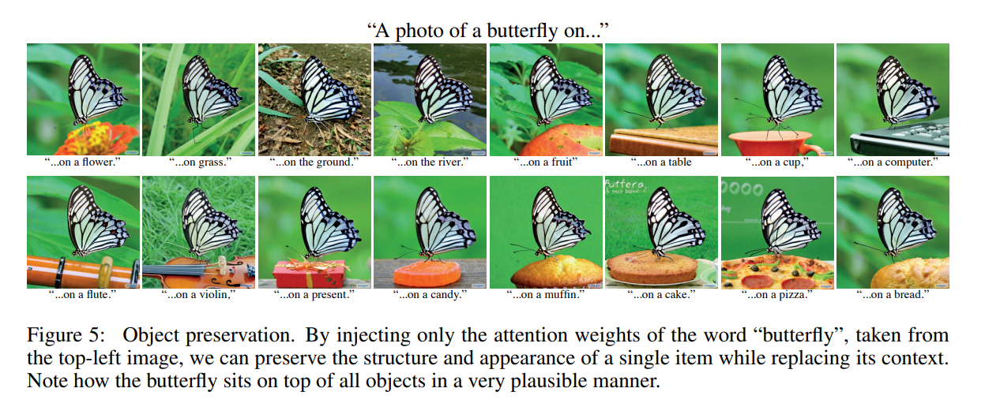 “A photo of a butterfly on...”
“...on a flower.” “...on grass.” “...on the ground.” “...on the river.” “...on a fruit” “...on a table “...on a cup,” “...on a computer.”
Puttero,
“...on a flute.” “...on a violin,” “...on a present.” “...on a candy.” “...on a muffin.” “...on a cake.” “...on a pizza.” “...on a bread.”
Figure 5: Object preservation. By injecting only the attention weights of the word “butterfly”, taken from
the top-left image, we can preserve the structure and appearance of a single item while replacing its context.
Note how the butterfly sits on top of all objects in a very plausible manner.